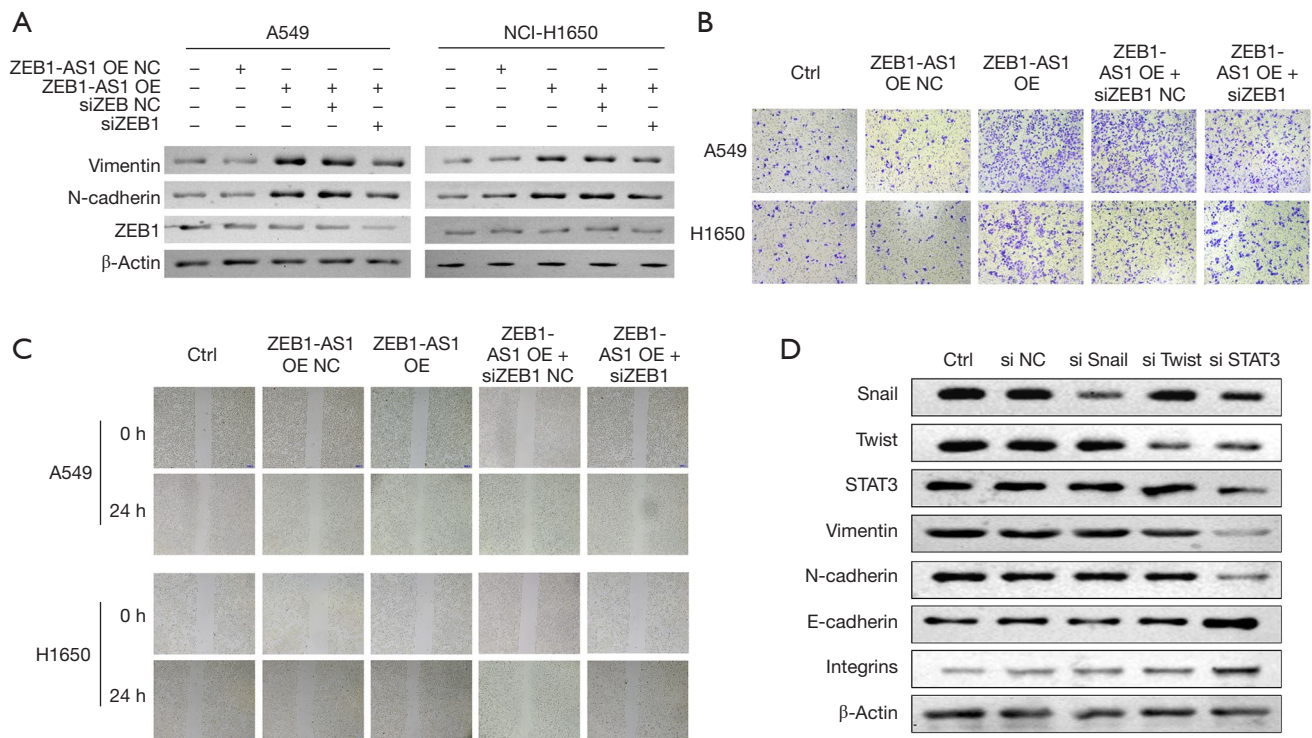 A
A549
NCI-H1650
ZEB1-AS1 OE NC – + – – – – + – – –
ZEB1-AS1 OE – – + + + – – + + +
siZEB NC – – – + – – – – + –
siZEB1 – – – – + – – – – +
Vimentin
N-cadherin
ZEB1
β-Actin
B
Ctrl
ZEB1-AS1
OE NC
ZEB1-AS1
OE
ZEB1-
AS1 OE +
siZEB1 NC
ZEB1-
AS1 OE +
siZEB1
A549
H1650
C
Ctrl
ZEB1-AS1
OE NC
ZEB1-AS1
OE
ZEB1-
AS1 OE +
siZEB1 NC
ZEB1-
AS1 OE +
siZEB1
A549
0 h
24 h
H1650
0 h
24 h
D
Ctrl si NC si Snail si Twist si STAT3
Snail
Twist
STAT3
Vimentin
N-cadherin
E-cadherin
Integrins
β-Actin